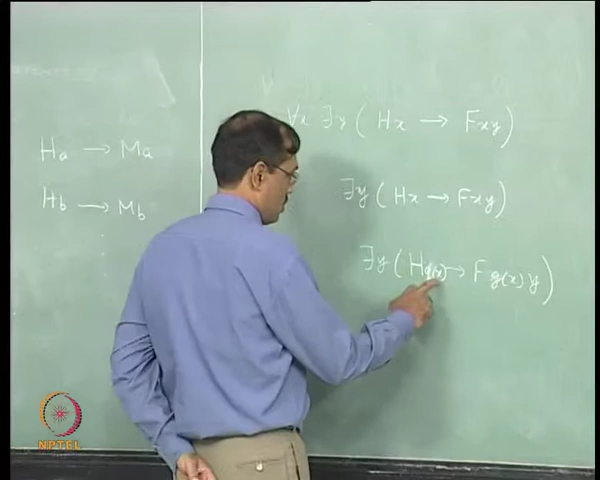 Ha → Ma
Hb → Mb
∀x ∃y ( Hx → Fxy )
∃y ( Hx → Fxy )
∃y ( Hg(x) → Fg(x)y )
NPTEL